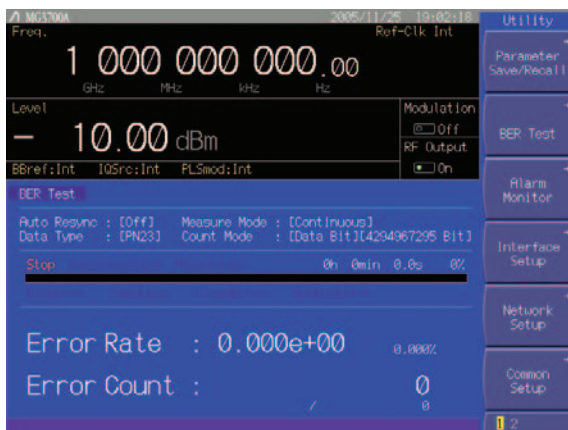 MG3700A 2005/11/25 19:02:18
Freq. Ref-Clk Int
1 000 000 000.00
GHz MHz kHz Hz
Level
- 10.00 dBm
Modulation
Off
RF Output
On
BBref:Int IQSrc:Int PLSmod:Int
BER Test
Auto Resync : [Off] Measure Mode : [Continuous]
Data Type : [PN23] Count Mode : [Data Bit][4294967295 Bit]
Stop 0h 0min 0.0s 0%
Error Rate : 0.000e+00 0.000%
Error Count : 0
/ 0
Utility
Parameter
Save/Recall
BER Test
Alarm
Monitor
Interface
Setup
Network
Setup
Common
Setup
1 2